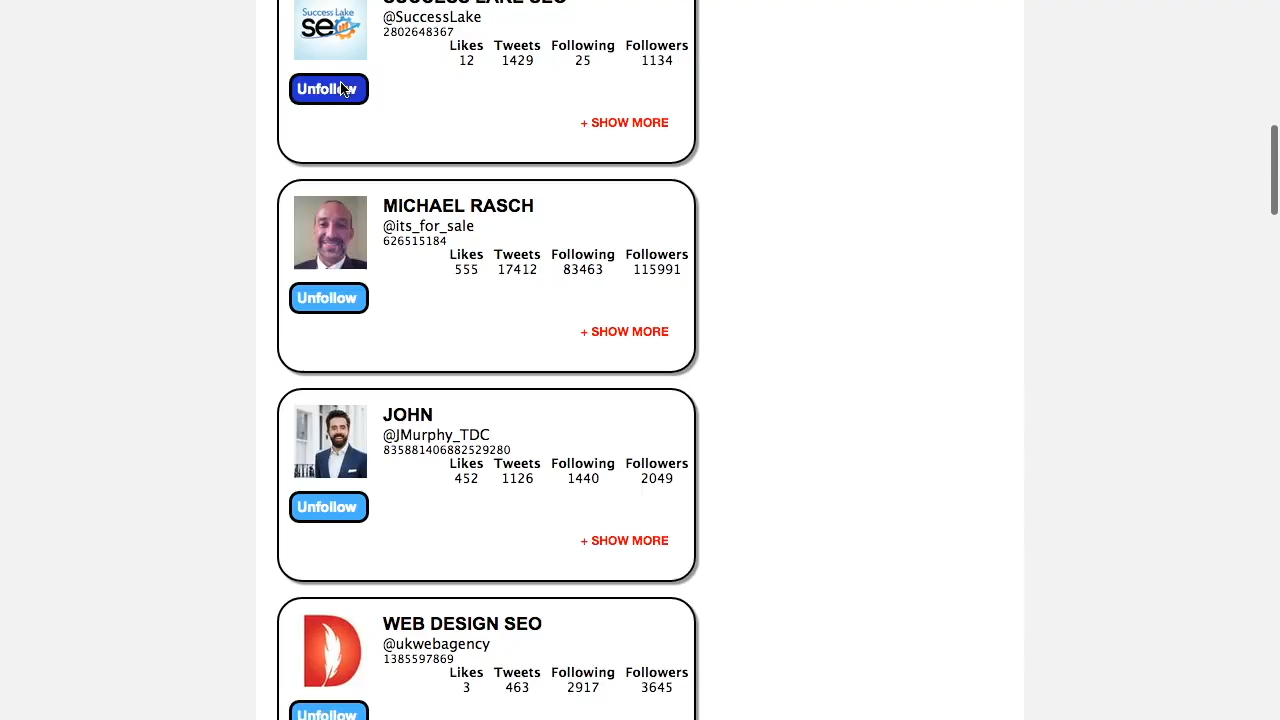 Success Lake
seo
SUCCESS LAKE SEO
@SuccessLake
2802648367
Likes Tweets Following Followers
12 1429 25 1134
Unfollow
+ SHOW MORE
MICHAEL RASCH
@its_for_sale
626515184
Likes Tweets Following Followers
555 17412 83463 115991
Unfollow
+ SHOW MORE
JOHN
@JMurphy_TDC
835881406882529280
Likes Tweets Following Followers
452 1126 1440 2049
Unfollow
+ SHOW MORE
WEB DESIGN SEO
@ukwebagency
1385597869
Likes Tweets Following Followers
3 463 2917 3645
Unfollow